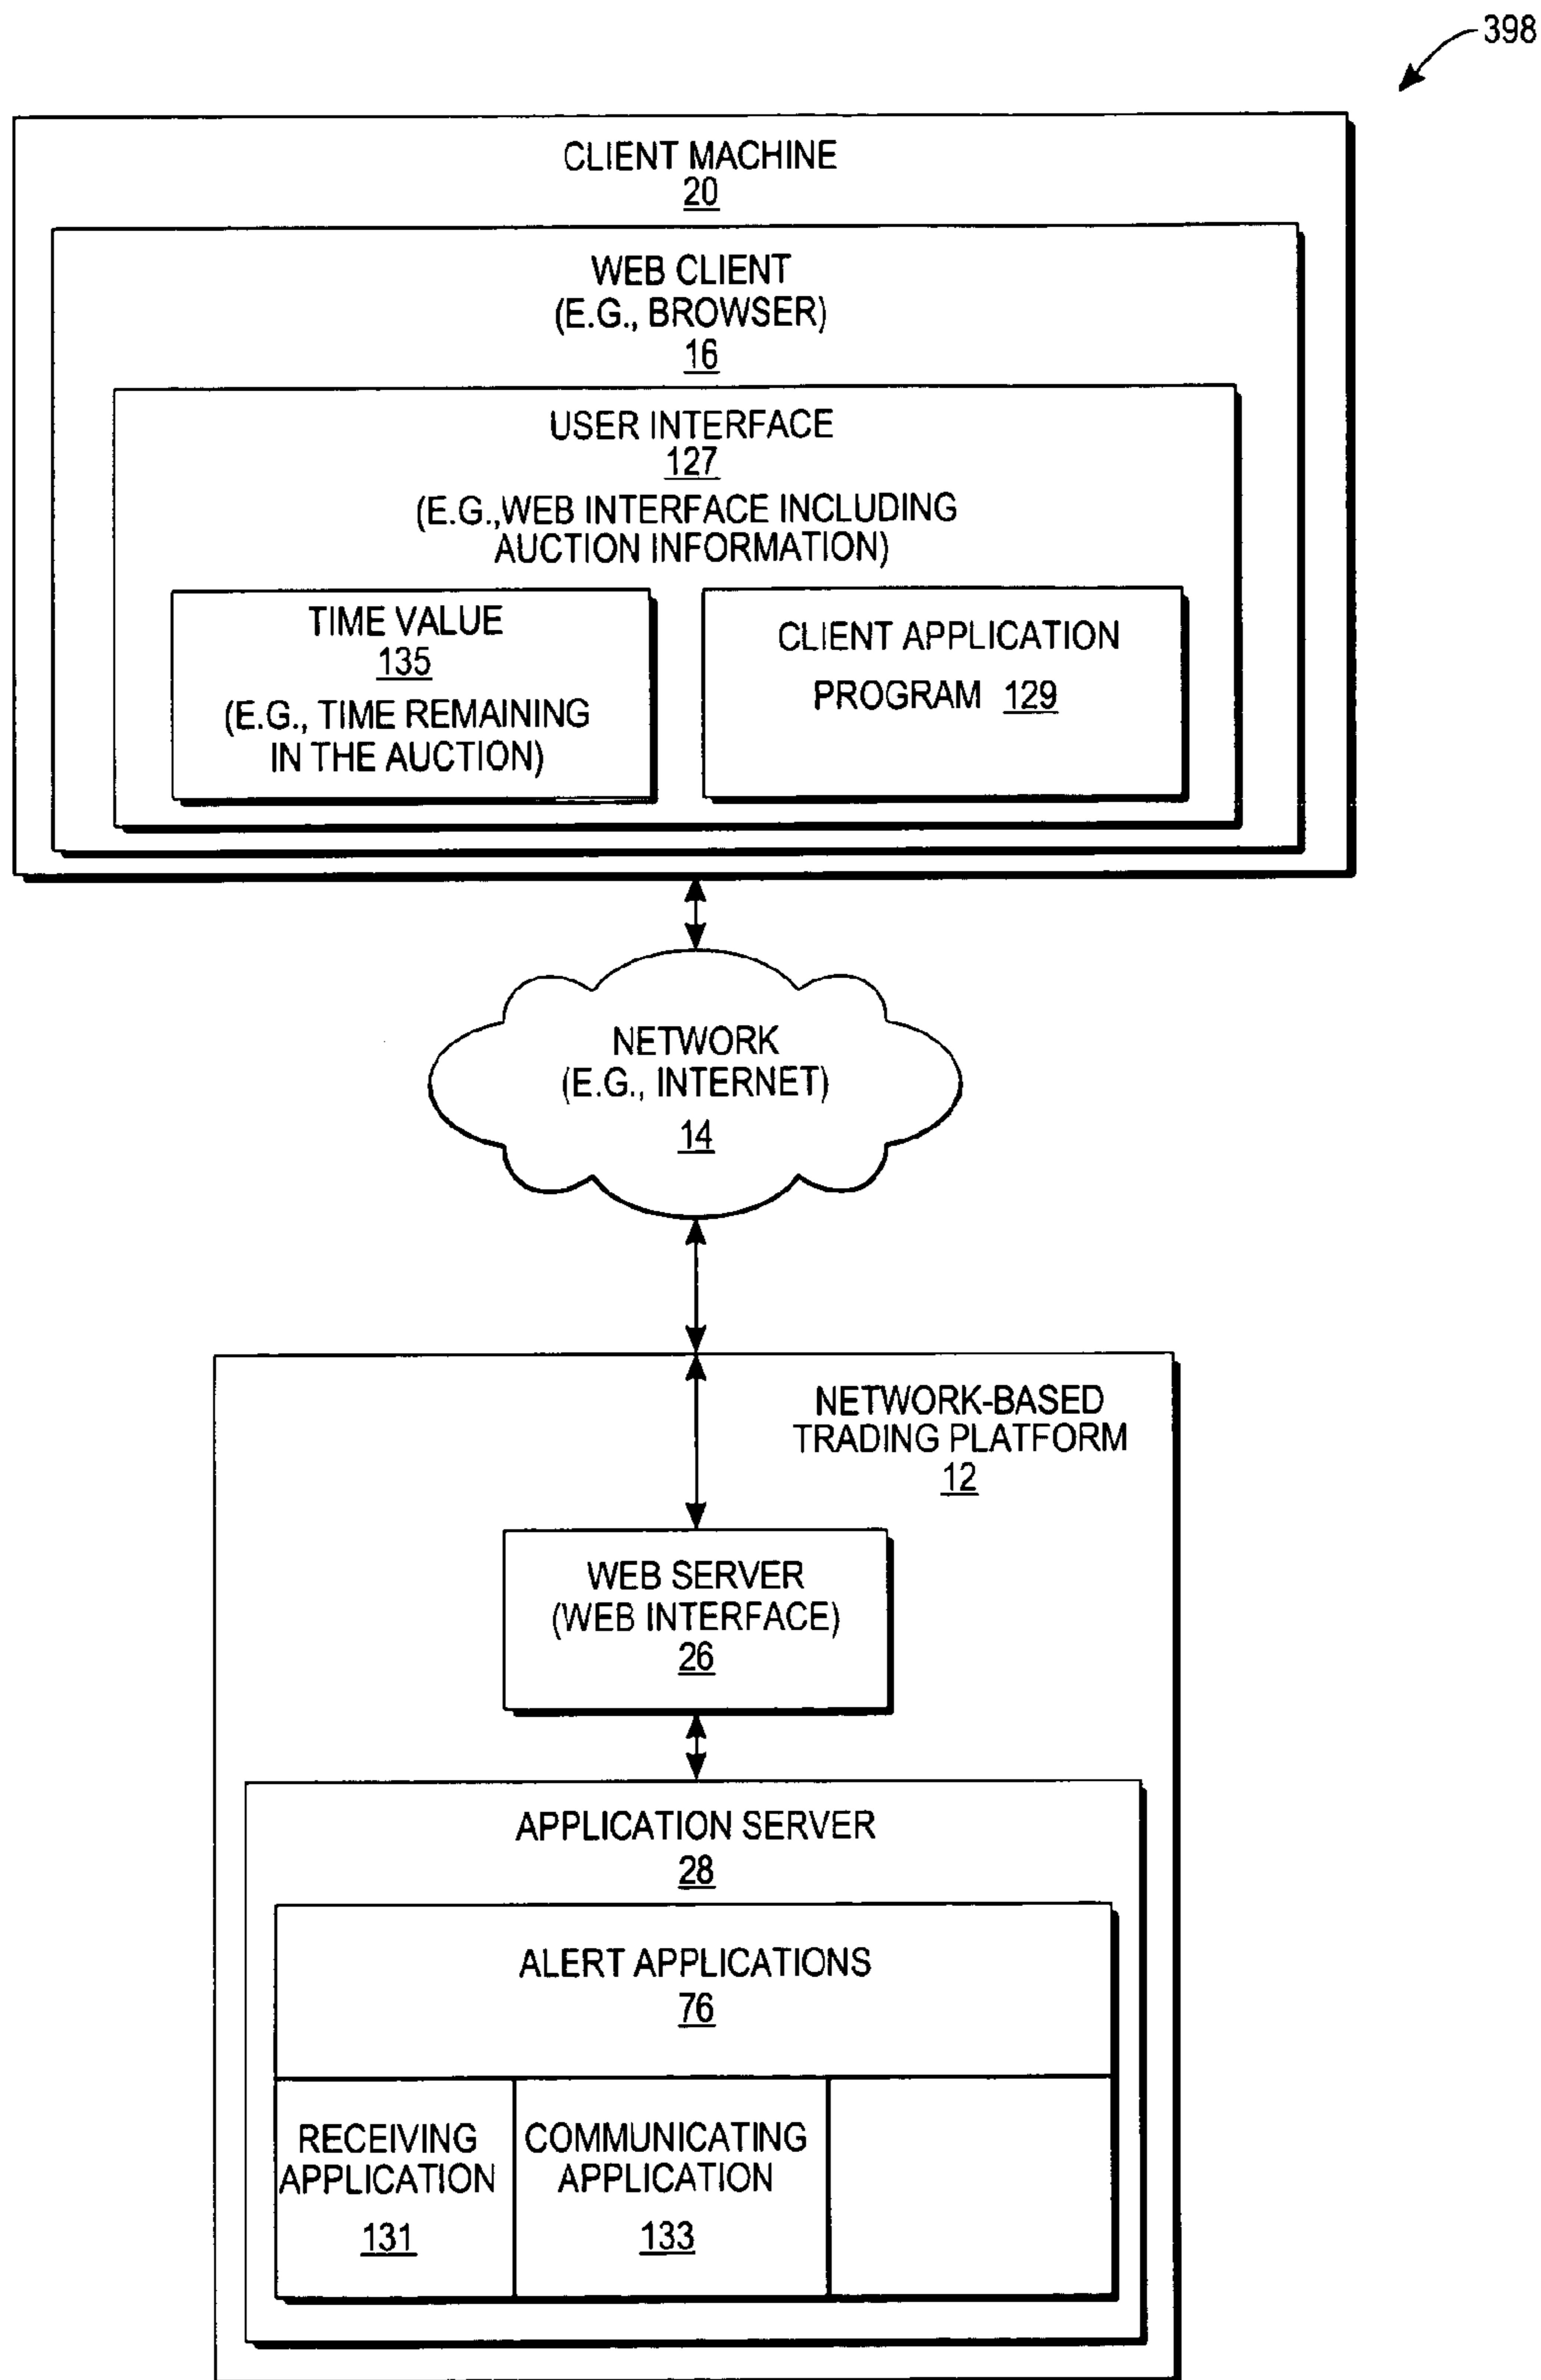 398
CLIENT MACHINE
20
WEB CLIENT
(E.G., BROWSER)
16
USER INTERFACE
127
(E.G.,WEB INTERFACE INCLUDING
AUCTION INFORMATION)
TIME VALUE
135
(E.G., TIME REMAINING
IN THE AUCTION)
CLIENT APPLICATION
PROGRAM 129
NETWORK
(E.G., INTERNET)
14
NETWORK-BASED
TRADING PLATFORM
12
WEB SERVER
(WEB INTERFACE)
26
APPLICATION SERVER
28
ALERT APPLICATIONS
76
RECEIVING
APPLICATION
131
COMMUNICATING
APPLICATION
133